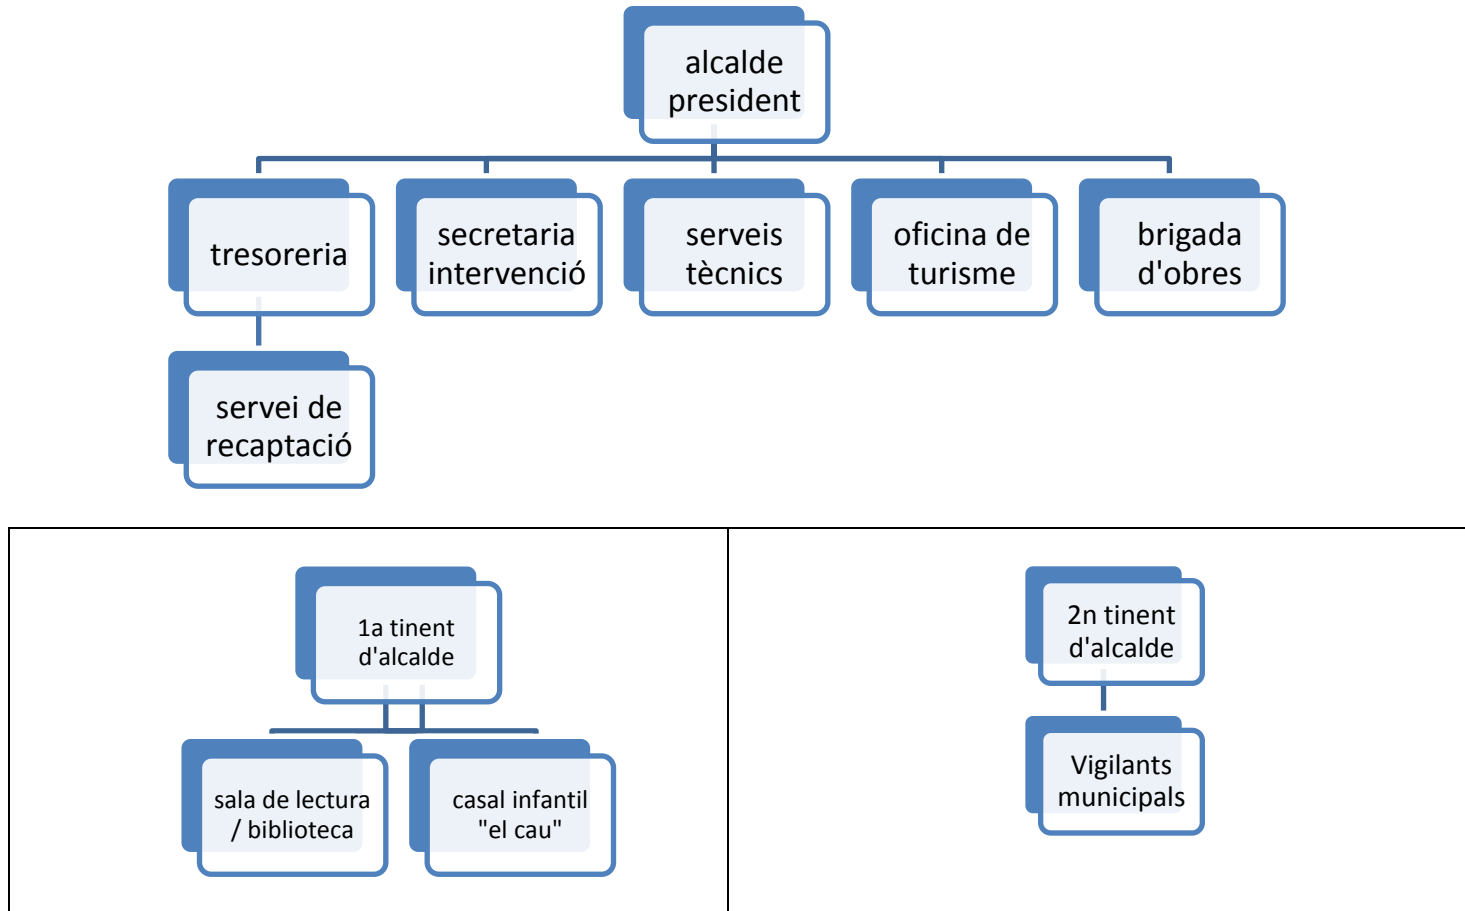 alcalde
president
tresoreria
secretaria
intervenció
serveis
tècnics
oficina de
turisme
brigada
d'obres
servei de
recaptació
1a tinent
d'alcalde
sala de lectura
/ biblioteca
casal infantil
"el cau"
2n tinent
d'alcalde
Vigilants
municipals